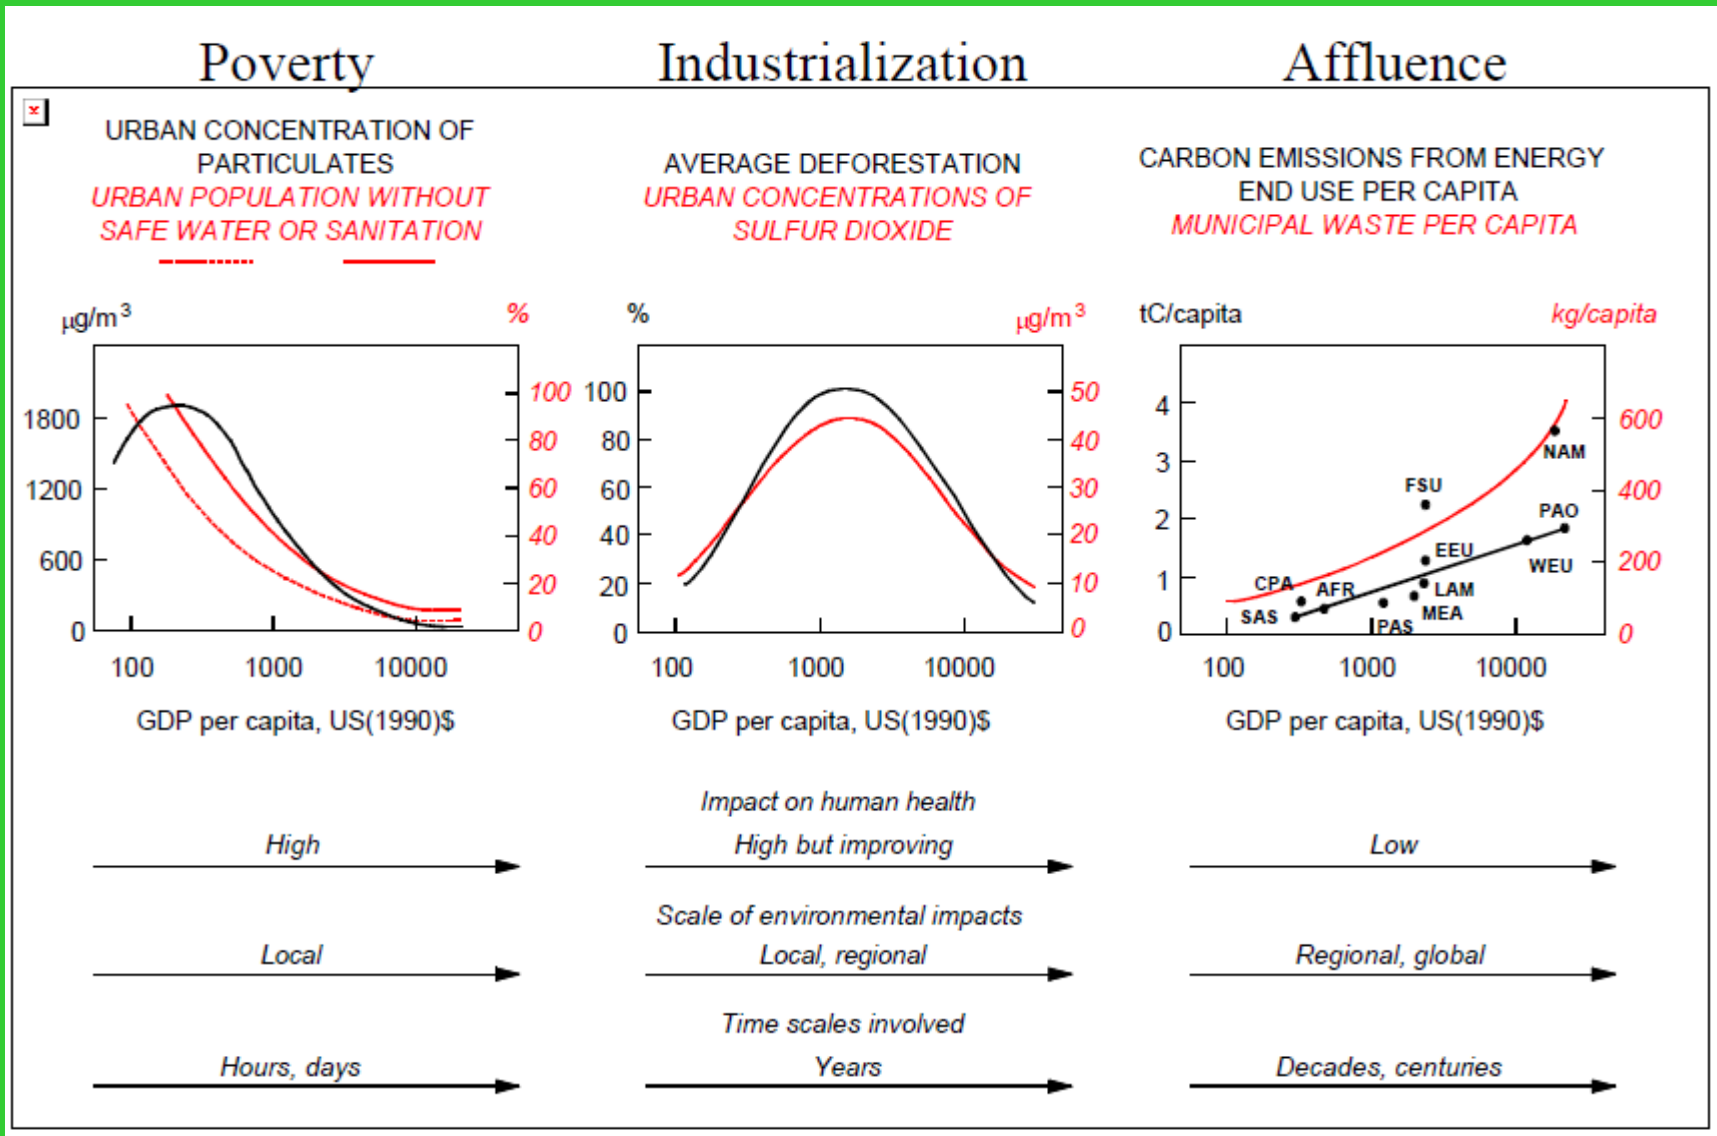 Poverty
Industrialization
Affluence
URBAN CONCENTRATION OF
PARTICULATES
URBAN POPULATION WITHOUT
SAFE WATER OR SANITATION
µg/m³
%
1800
1200
600
0
100
80
60
40
20
0
100
1000
10000
GDP per capita, US(1990)$
AVERAGE DEFORESTATION
URBAN CONCENTRATIONS OF
SULFUR DIOXIDE
%
µg/m³
100
80
60
40
20
0
50
40
30
20
10
0
100
1000
10000
GDP per capita, US(1990)$
CARBON EMISSIONS FROM ENERGY
END USE PER CAPITA
MUNICIPAL WASTE PER CAPITA
tC/capita
kg/capita
4
3
2
1
0
600
400
200
0
NAM
FSU
PAO
EEU
WEU
CPA
AFR
LAM
SAS
MEA
PAS
100
1000
10000
GDP per capita, US(1990)$
Impact on human health
High
High but improving
Low
Scale of environmental impacts
Local
Local, regional
Regional, global
Time scales involved
Hours, days
Years
Decades, centuries